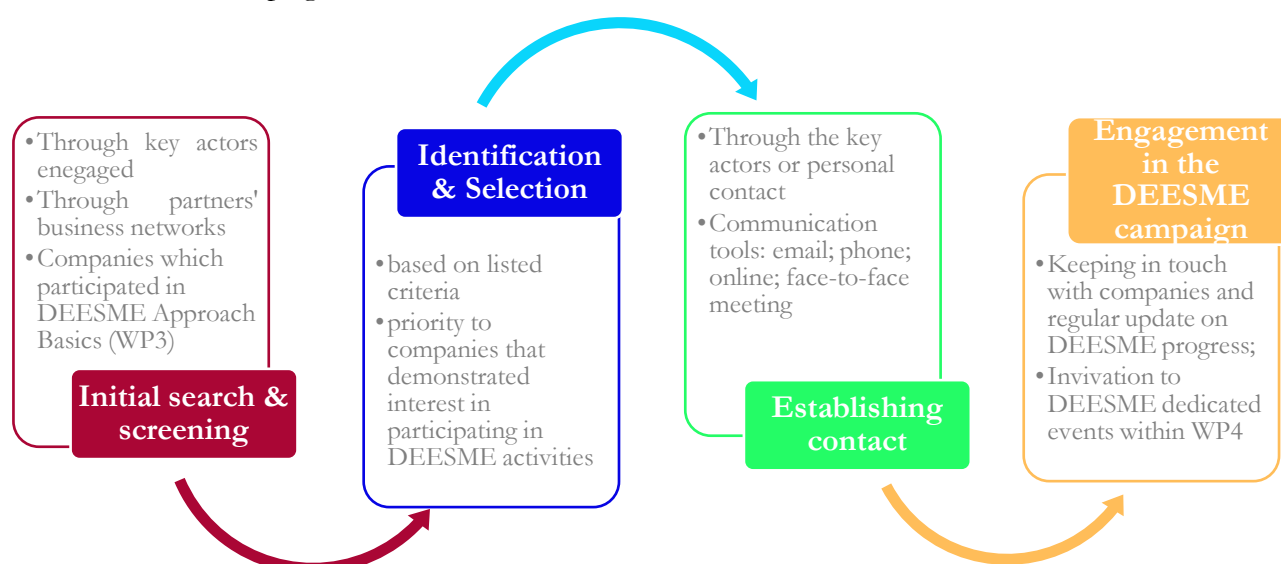 •Through key actors
enegaged
•Through partners'
business networks
•Companies which
participated in
DEESME Approach
Basics (WP3)
Initial search &
screening
Identification
& Selection
•based on listed
criteria
•priority to
companies that
demonstrated
interest in
participating in
DEESME activities
•Through the key
actors or personal
contact
•Communication
tools: email; phone;
online; face-to-face
meeting
Establishing
contact
Engagement
in the
DEESME
campaign
•Keeping in touch
with companies and
regular update on
DEESME progress;
•Invivation to
DEESME dedicated
events within WP4